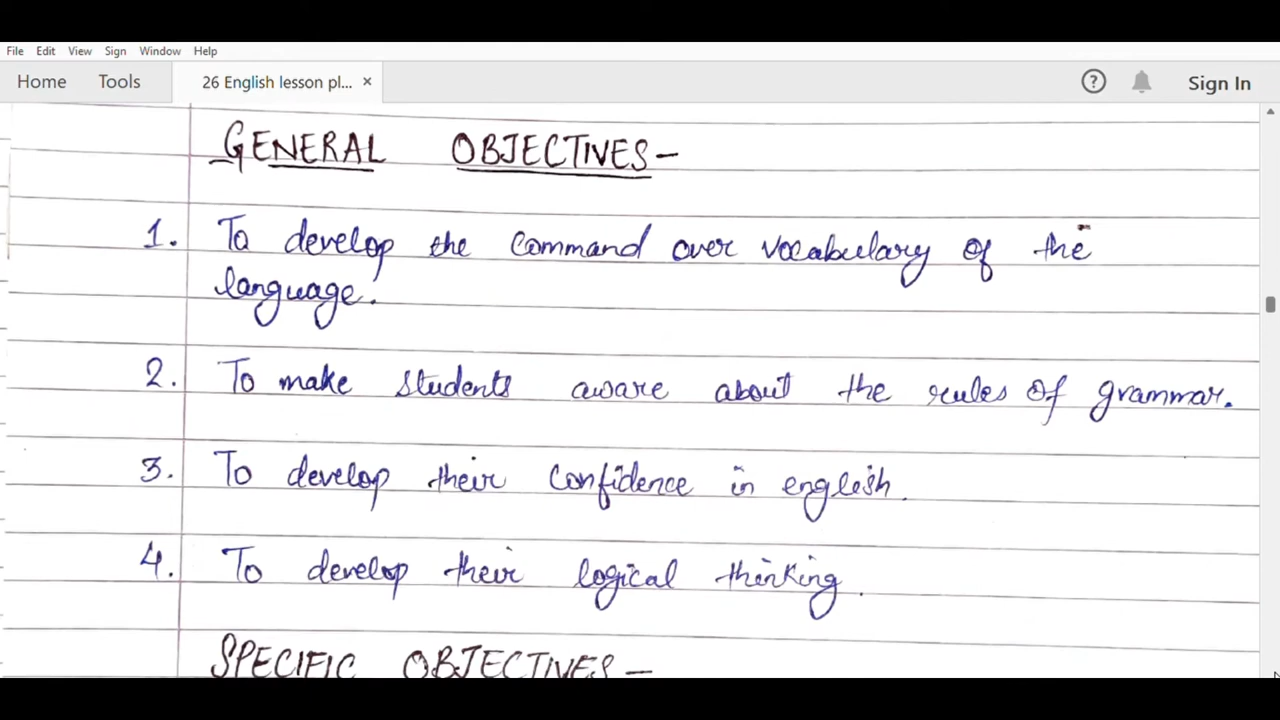 File Edit View Sign Window Help
Home Tools 26 English lesson pl... × ? Sign In
GENERAL OBJECTIVES–
1. To develop the command over vocabulary of the
language.
2. To make students aware about the rules of grammar.
3. To develop their confidence in english.
4. To develop their logical thinking.
SPECIFIC OBJECTIVES –